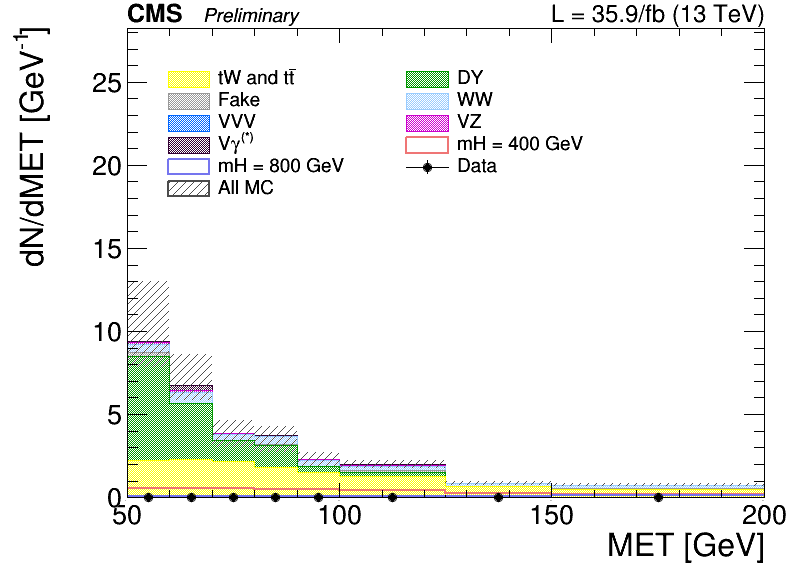 CMS Preliminary L = 35.9/fb (13 TeV)
dN/dMET [GeV⁻¹]
tW and tt̄ DY
Fake WW
VVV VZ
Vγ⁽*⁾ mH = 400 GeV
mH = 800 GeV Data
All MC
25
20
15
10
5
0
50 100 150 200
MET [GeV]